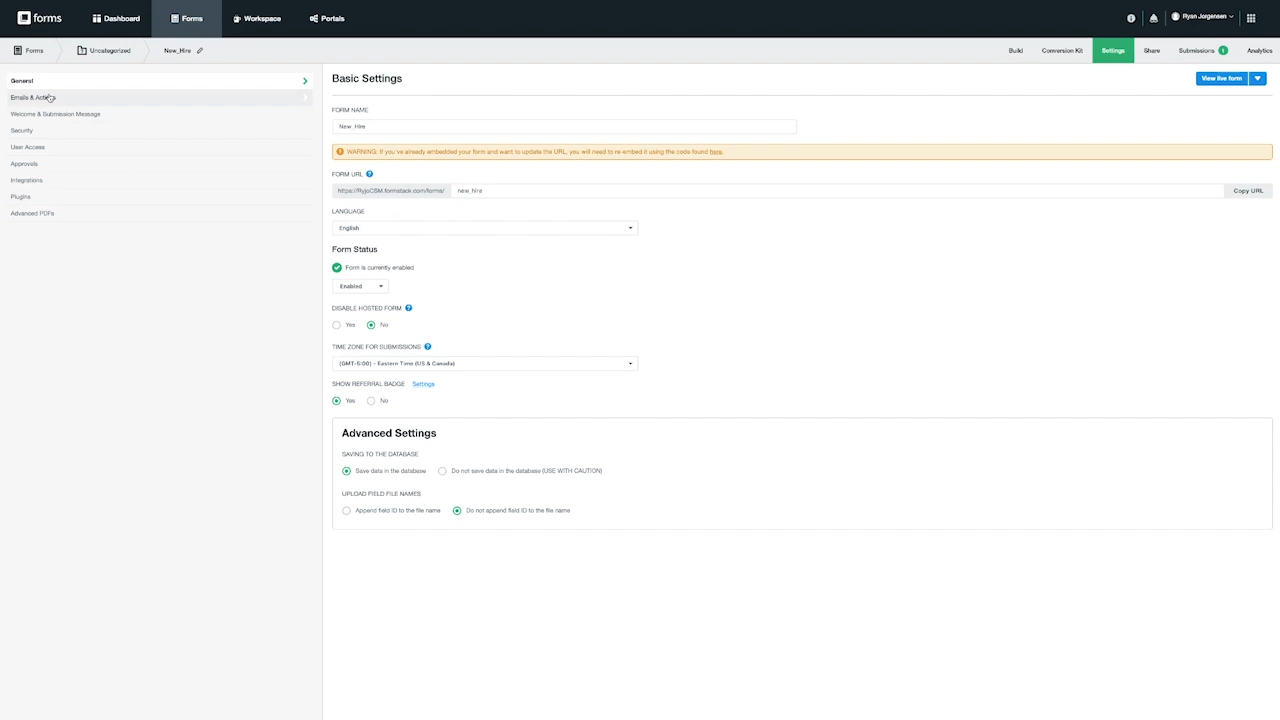 forms Dashboard Forms Workspace Portals Ryan Jorgensen
Forms Uncategorized New_Hire Build Conversion Kit Settings Share Submissions 1 Analytics
General
Emails & Actions
Welcome & Submission Message
Security
User Access
Approvals
Integrations
Plugins
Advanced PDFs
Basic Settings
View live form
FORM NAME
New_Hire
WARNING: If you've already embedded your form and want to update the URL, you will need to re-embed it using the code found here.
FORM URL
https://RyjoCSM.formstack.com/forms/ new_hire Copy URL
LANGUAGE
English
Form Status
Form is currently enabled
Enabled
DISABLE HOSTED FORM
Yes No
TIME ZONE FOR SUBMISSIONS
(GMT-5:00) - Eastern Time (US & Canada)
SHOW REFERRAL BADGE Settings
Yes No
Advanced Settings
SAVING TO THE DATABASE
Save data in the database Do not save data in the database (USE WITH CAUTION)
UPLOAD FIELD FILE NAMES
Append field ID to the file name Do not append field ID to the file name